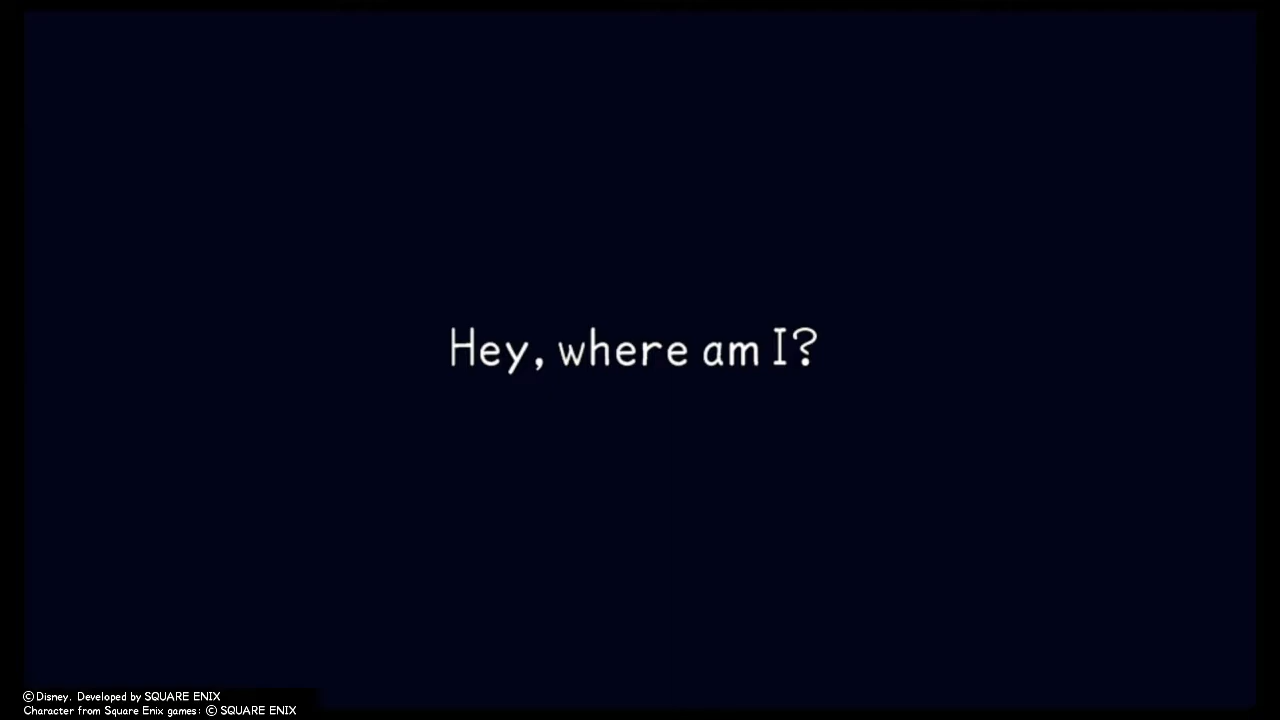 Hey, where am I?
©Disney. Developed by SQUARE ENIX
Character from Square Enix games: © SQUARE ENIX